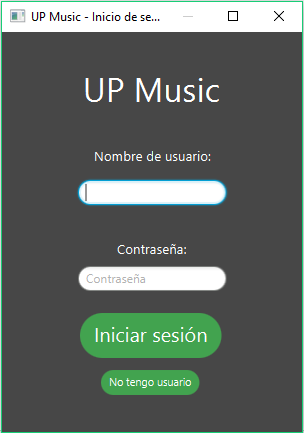 UP Music - Inicio de se...
UP Music
Nombre de usuario:
Contraseña:
Contraseña
Iniciar sesión
No tengo usuario